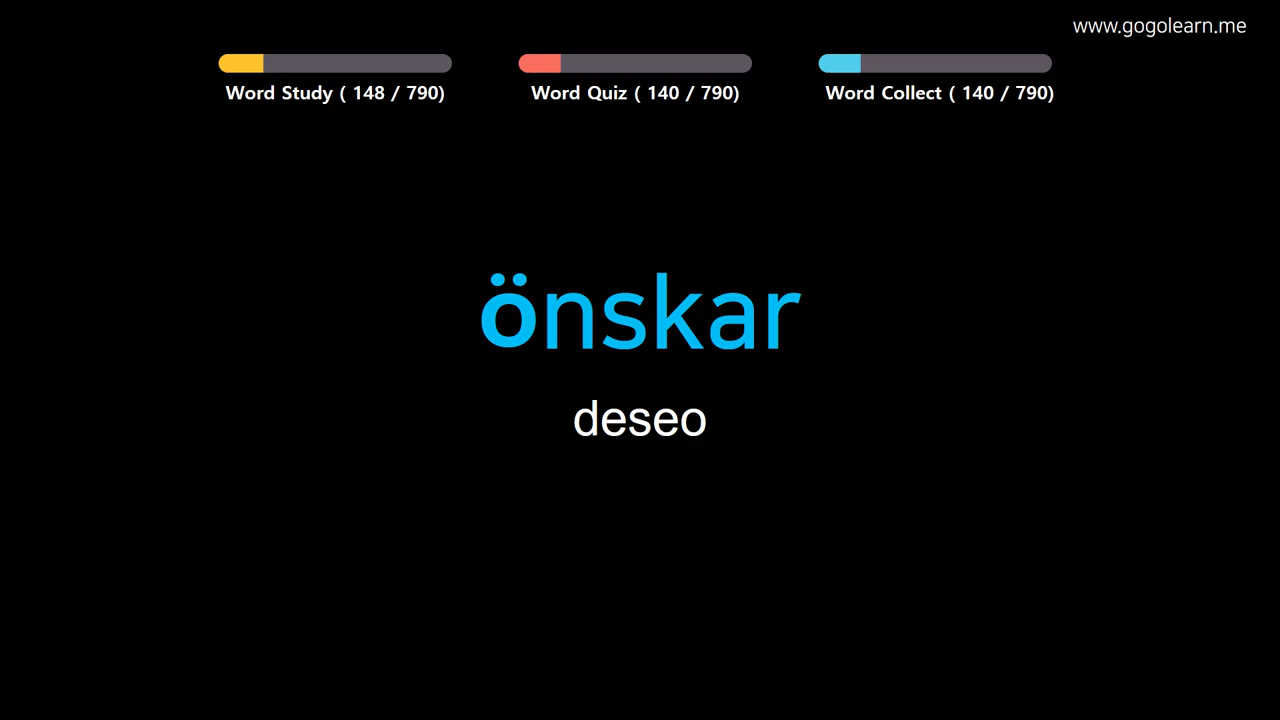 www.gogolearn.me
Word Study ( 148 / 790)
Word Quiz ( 140 / 790)
Word Collect ( 140 / 790)
önskar
deseo